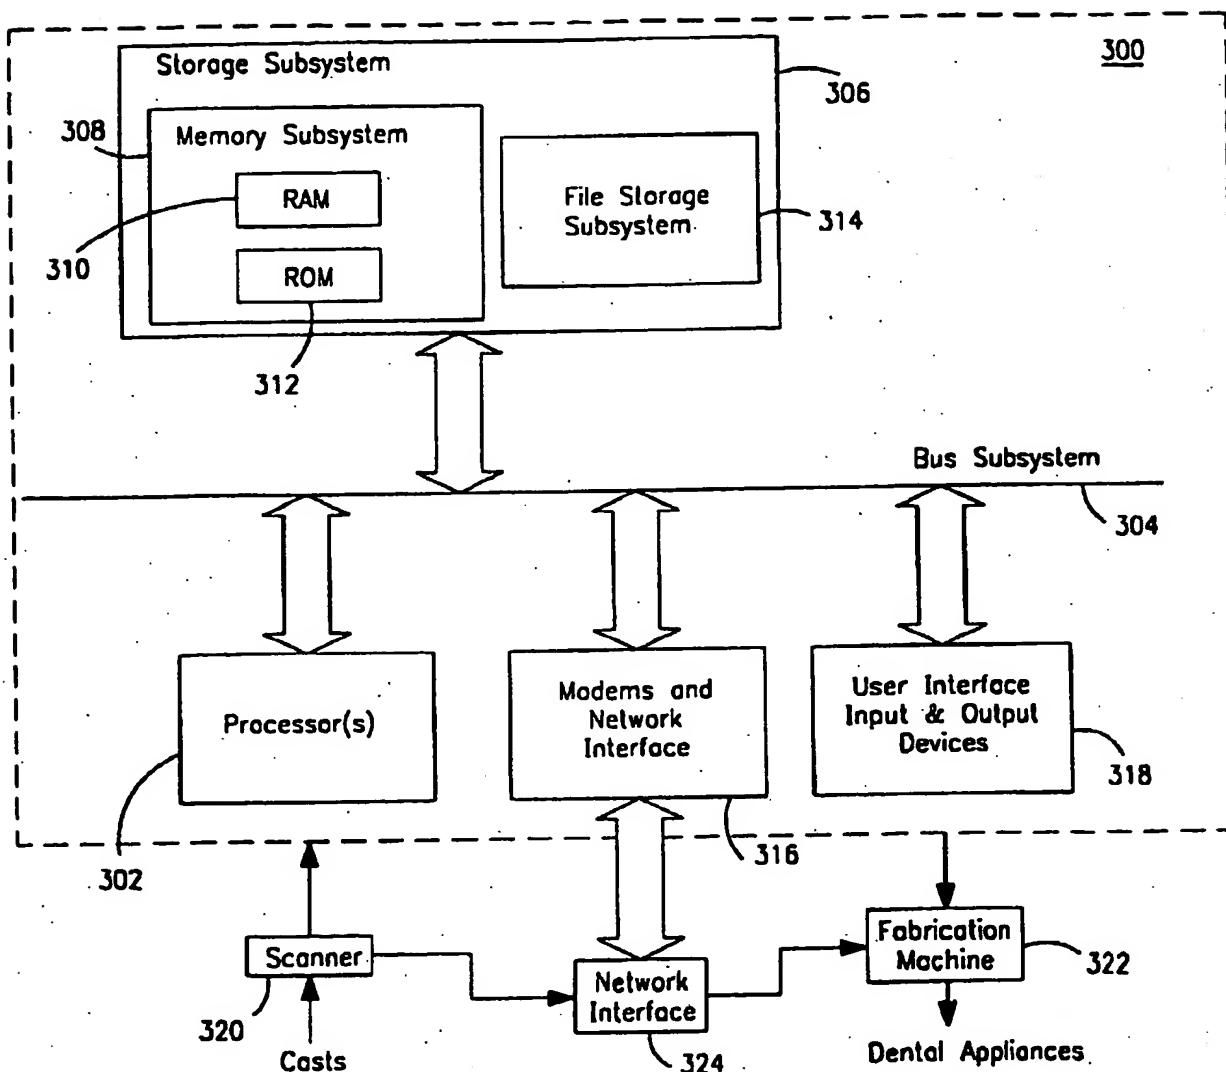 300
Storage Subsystem
306
308
Memory Subsystem
RAM
File Storage
Subsystem
314
310
ROM
312
Bus Subsystem
304
Processor(s)
Modems and
Network
Interface
User Interface
Input & Output
Devices
318
302
316
Scanner
320
Casts
Network
Interface
324
Fabrication
Machine
322
Dental Appliances